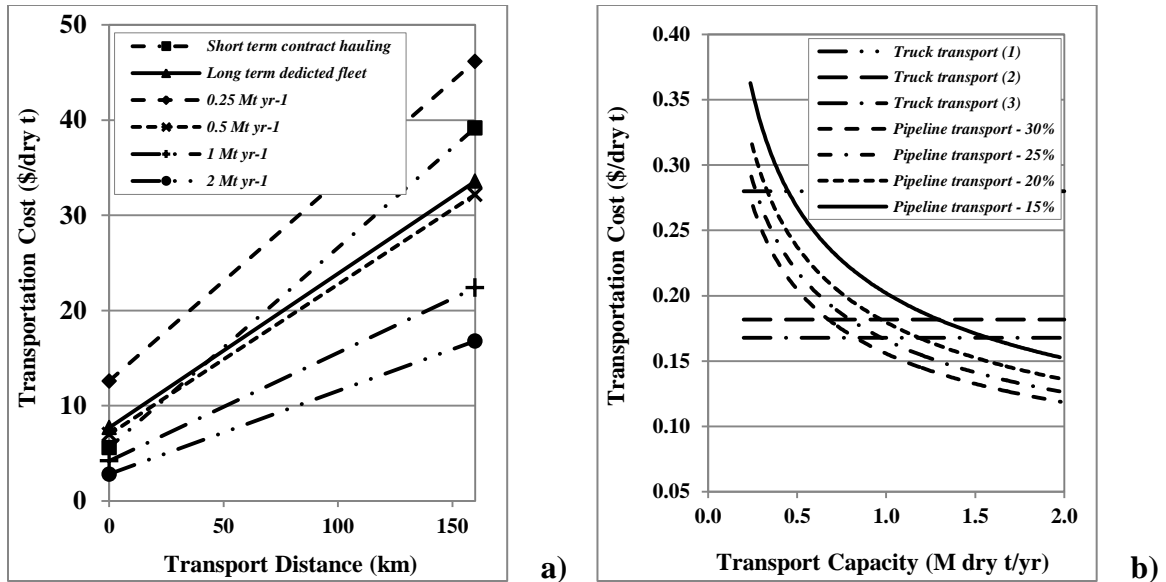 50
40
30
20
10
0
0
50
100
150
Transportation Cost ($/dry t)
Transport Distance (km)
Short term contract hauling
Long term dedicted fleet
0.25 Mt yr-1
0.5 Mt yr-1
1 Mt yr-1
2 Mt yr-1
a)
0.40
0.35
0.30
0.25
0.20
0.15
0.10
0.05
0.0
0.5
1.0
1.5
2.0
Transportation Cost ($/dry t)
Transport Capacity (M dry t/yr)
Truck transport (1)
Truck transport (2)
Truck transport (3)
Pipeline transport - 30%
Pipeline transport - 25%
Pipeline transport - 20%
Pipeline transport - 15%
b)